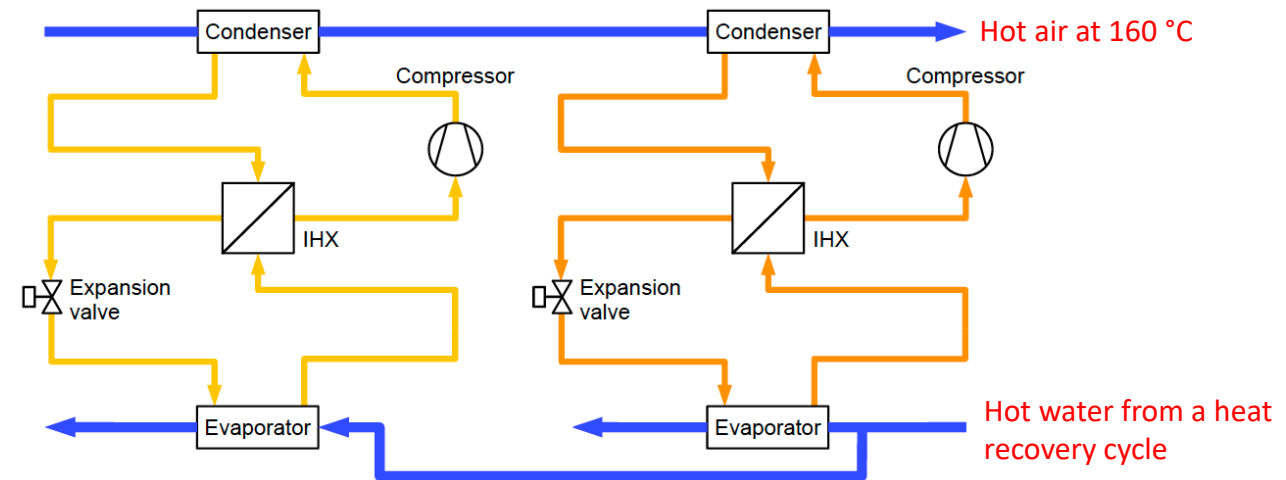 Condenser
Condenser
Hot air at 160 °C
Compressor
Compressor
IHX
IHX
Expansion
valve
Expansion
valve
Evaporator
Evaporator
Hot water from a heat
recovery cycle